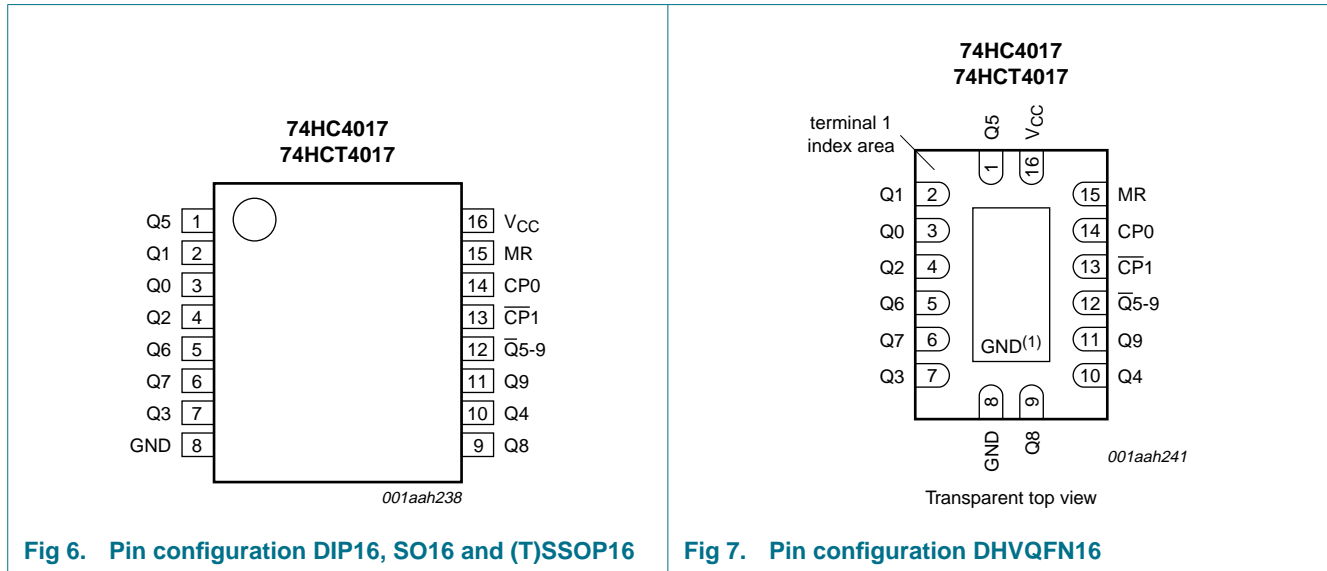 74HC4017
74HCT4017
Q5 1
Q1 2
Q0 3
Q2 4
Q6 5
Q7 6
Q3 7
GND 8
16 VCC
15 MR
14 CP0
13 C̅P̅1
12 Q̅5-9
11 Q9
10 Q4
9 Q8
001aah238
Fig 6. Pin configuration DIP16, SO16 and (T)SSOP16
74HC4017
74HCT4017
terminal 1
index area
Q5
VCC
1
16
Q1 2
Q0 3
Q2 4
Q6 5
Q7 6
Q3 7
15 MR
14 CP0
13 C̅P̅1
12 Q̅5-9
11 Q9
10 Q4
GND(1)
8
9
GND
Q8
001aah241
Transparent top view
Fig 7. Pin configuration DHVQFN16